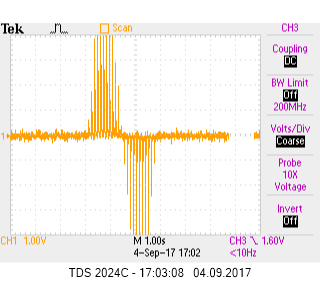 Tek
Scan
CH3
Coupling
DC
BW Limit
Off
200MHz
Volts/Div
Coarse
Probe
10X
Voltage
Invert
Off
1
CH1 1.00V
M 1.00s
CH3 1.60V
4-Sep-17 17:02
<10Hz
TDS 2024C - 17:03:08 04.09.2017